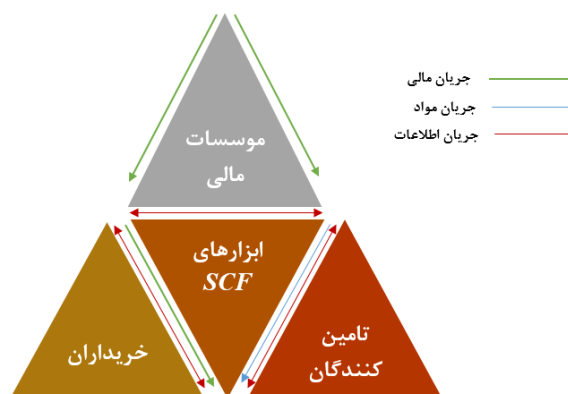 جریان مالی
جریان مواد
جریان اطلاعات
موسسات
مالی
ابزارهای
SCF
خریداران
تامین
کنندگان